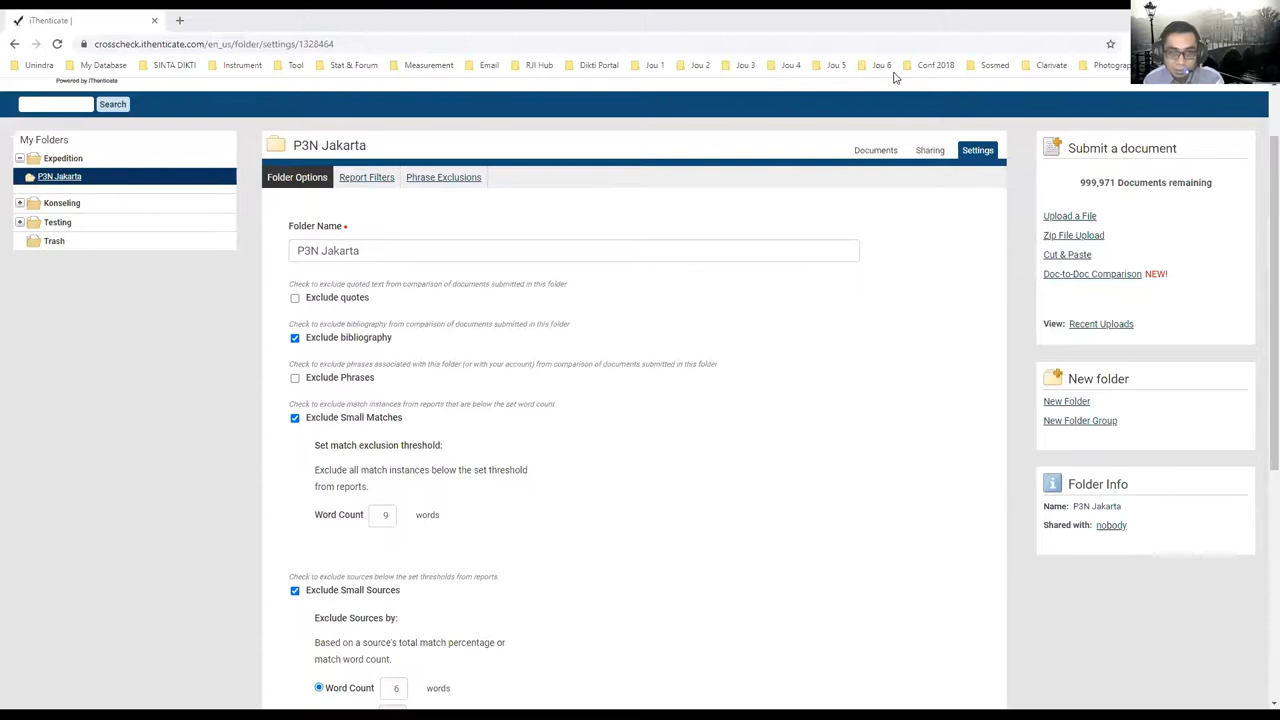 iThenticate |
crosscheck.ithenticate.com/en_us/folder/settings/1328464
Unindra My Database SINTA DIKTI Instrument Tool Stat & Forum Measurement Email RJI Hub Dikti Portal Jou 1 Jou 2 Jou 3 Jou 4 Jou 5 Jou 6 Conf 2018 Sosmed Clarivate
Powered by iThenticate
Search
My Folders
Expedition
P3N Jakarta
Konseling
Testing
Trash
P3N Jakarta
Documents Sharing Settings
Folder Options Report Filters Phrase Exclusions
Folder Name
P3N Jakarta
Check to exclude quoted text from comparison of documents submitted in this folder
Exclude quotes
Check to exclude bibliography from comparison of documents submitted in this folder
Exclude bibliography
Check to exclude phrases associated with this folder (or with your account) from comparison of documents submitted in this folder
Exclude Phrases
Check to exclude match instances from reports that are below the set word count
Exclude Small Matches
Set match exclusion threshold:
Exclude all match instances below the set threshold
from reports.
Word Count 9 words
Check to exclude sources below the set thresholds from reports.
Exclude Small Sources
Exclude Sources by:
Based on a source's total match percentage or
match word count.
Word Count 6 words
Submit a document
999,971 Documents remaining
Upload a File
Zip File Upload
Cut & Paste
Doc-to-Doc Comparison NEW!
View: Recent Uploads
New folder
New Folder
New Folder Group
Folder Info
Name: P3N Jakarta
Shared with: nobody